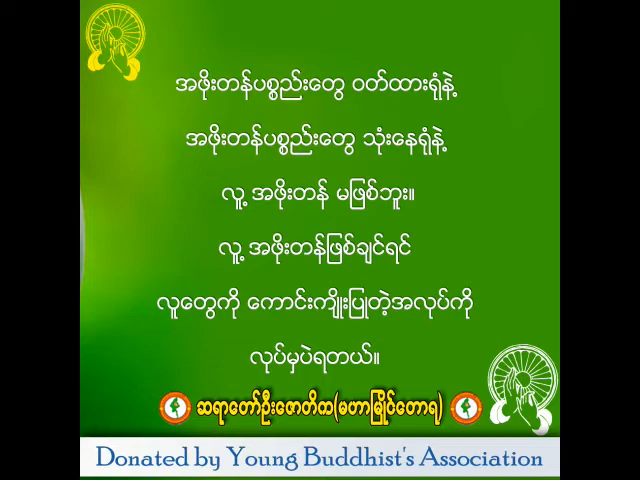 အဖိုးတန်ပစ္စည်းတွေ ဝတ်ထားရုံနဲ့
အဖိုးတန်ပစ္စည်းတွေ သုံးနေရုံနဲ့
လူ့ အဖိုးတန် မဖြစ်ဘူး။
လူ့ အဖိုးတန်ဖြစ်ချင်ရင်
လူတွေကို ကောင်းကျိုးပြုတဲ့အလုပ်ကို
လုပ်မှပဲရတယ်။
ဆရာတော်ဦးဇောတိထ(မဟာမြိုင်တောရ)
Donated by Young Buddhist's Association